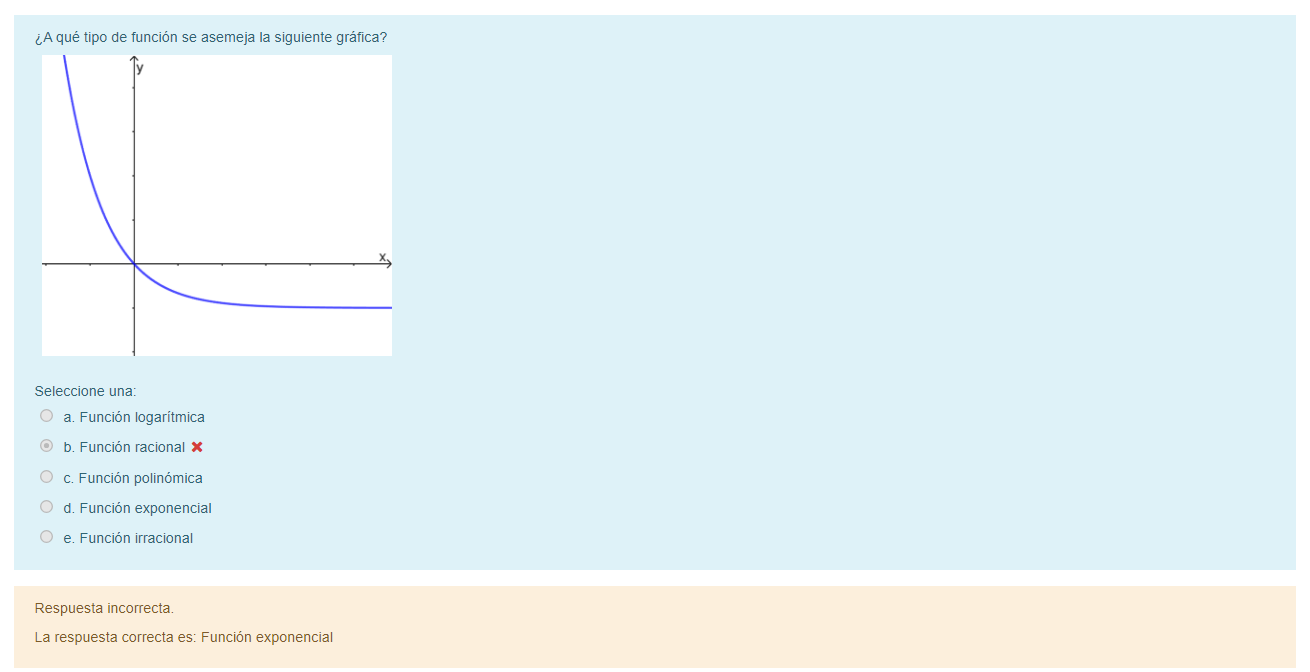 ¿A qué tipo de función se asemeja la siguiente gráfica?
y
x
Seleccione una:
a. Función logarítmica
b. Función racional
c. Función polinómica
d. Función exponencial
e. Función irracional
Respuesta incorrecta.
La respuesta correcta es: Función exponencial